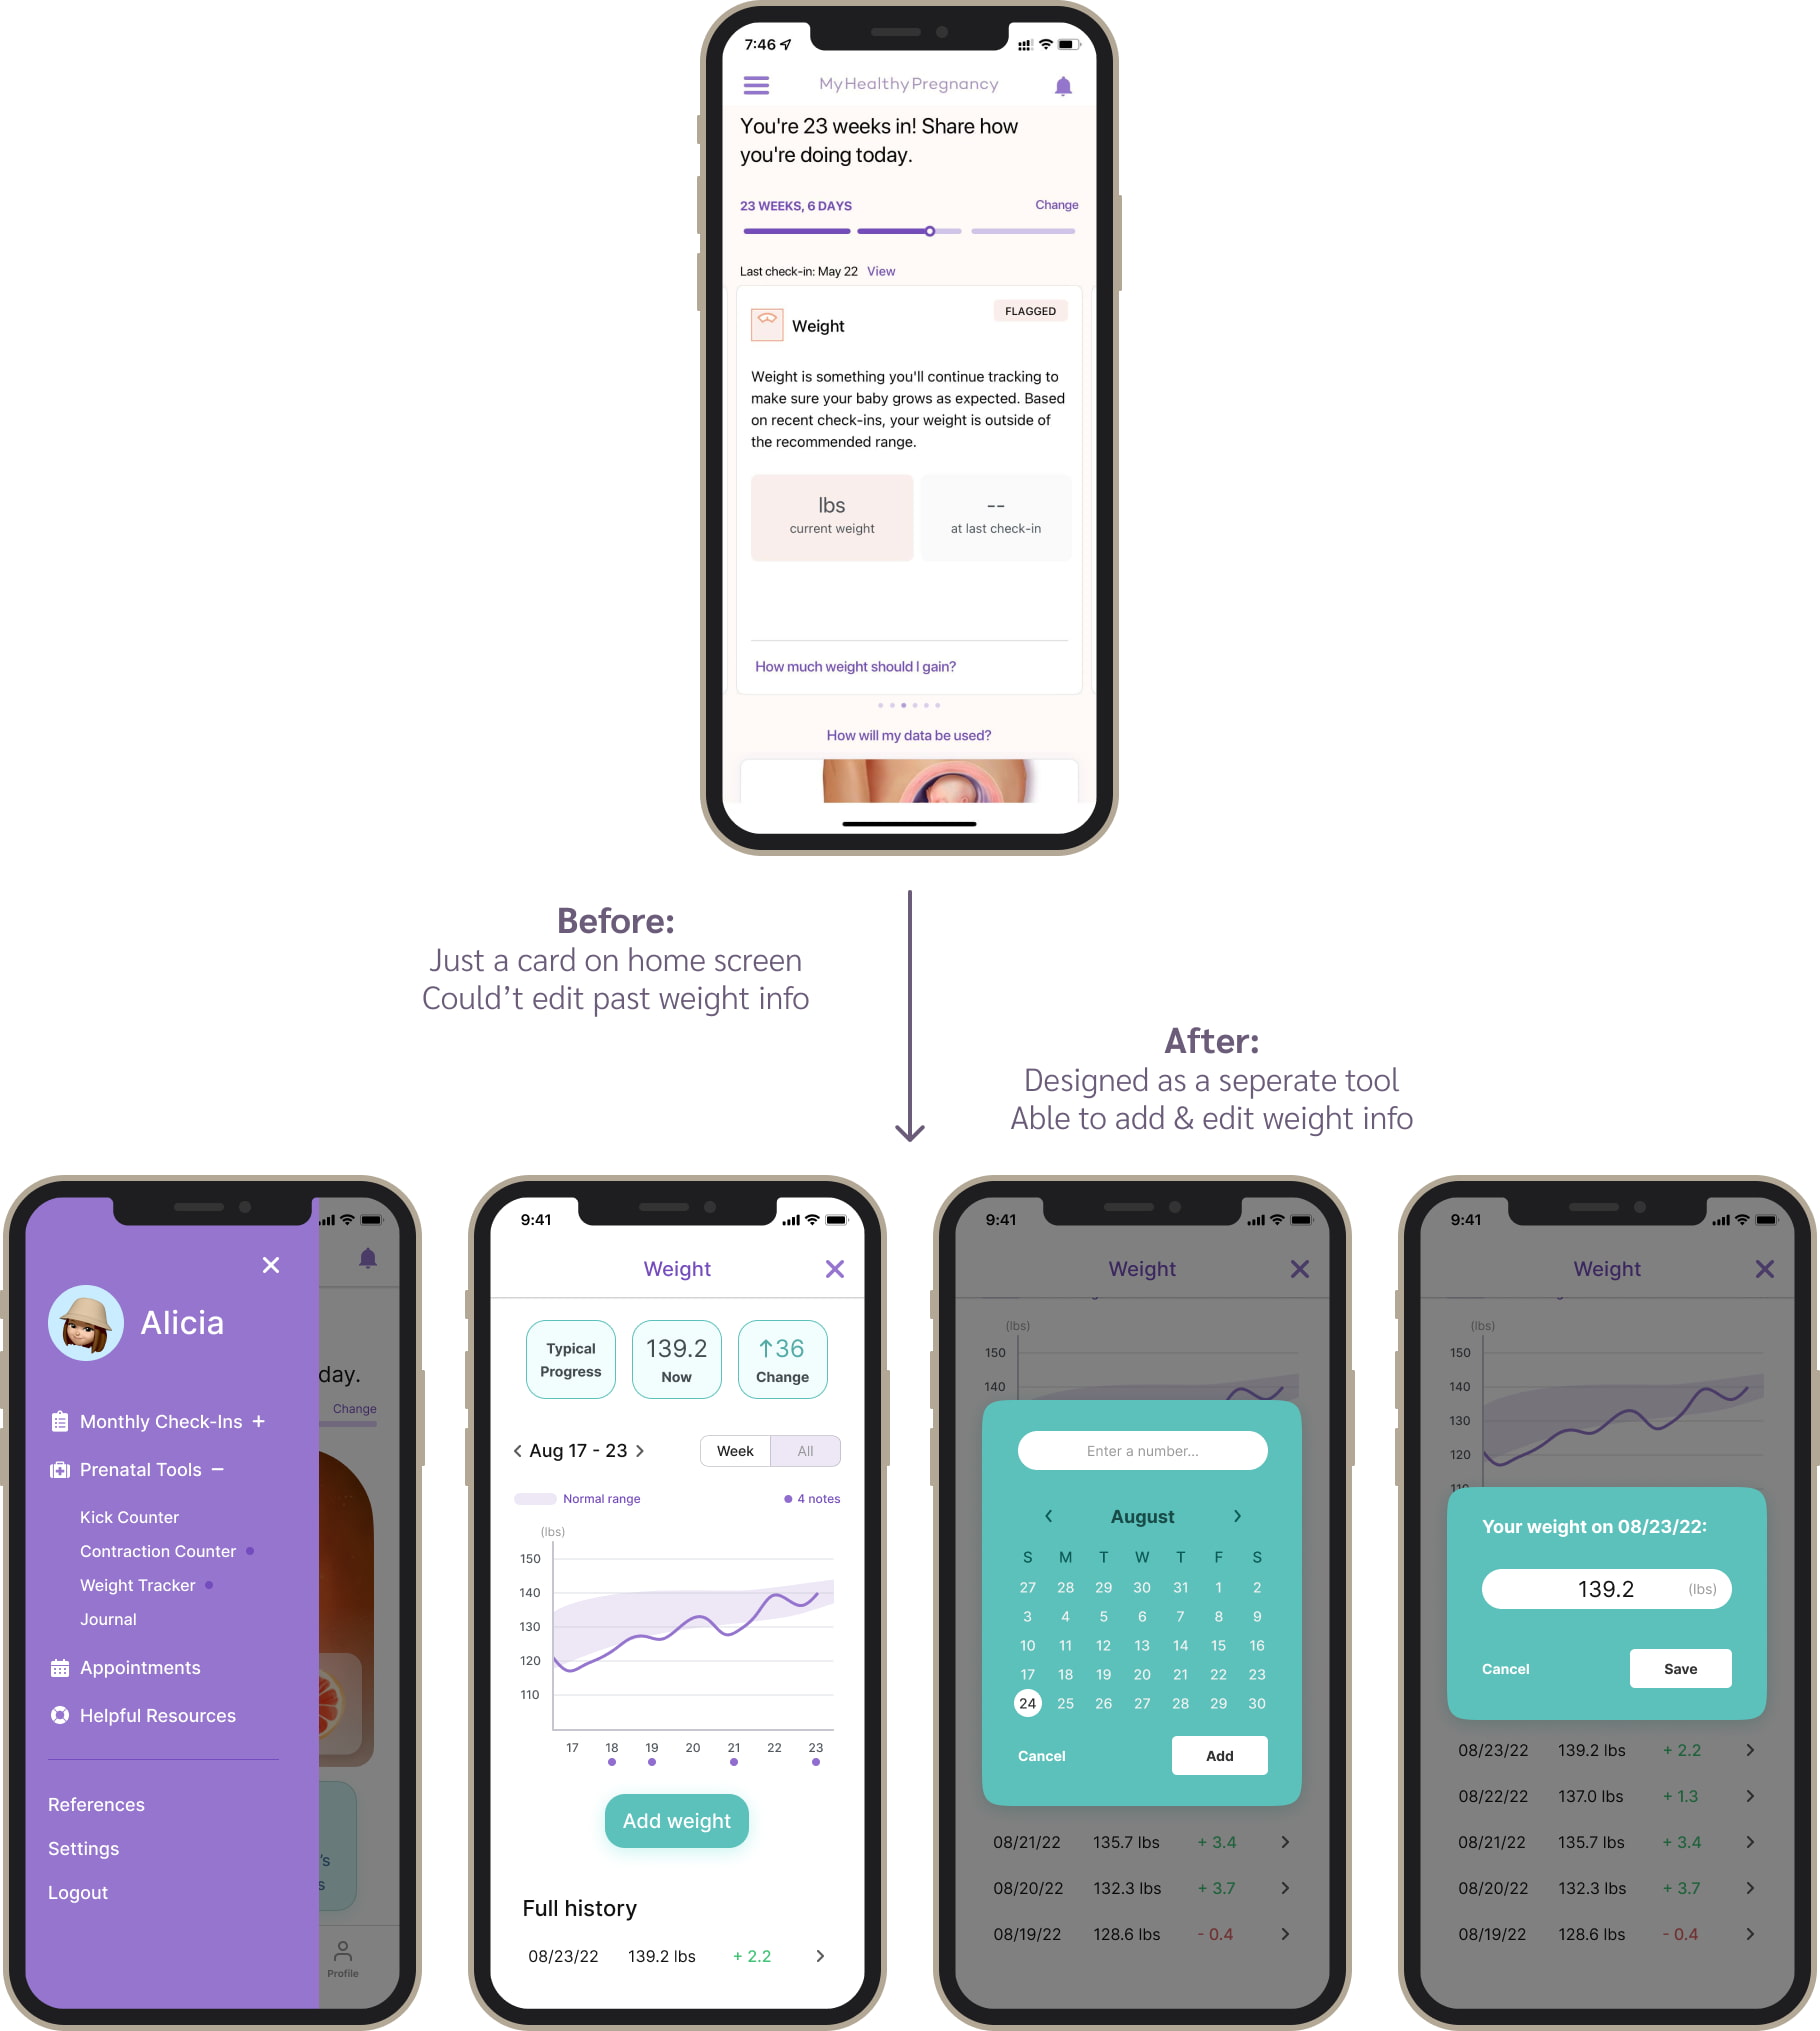 7:46
MyHealthyPregnancy
You're 23 weeks in! Share how
you're doing today.
23 WEEKS, 6 DAYS
Change
Last check-in: May 22 View
FLAGGED
Weight
Weight is something you'll continue tracking to
make sure your baby grows as expected. Based
on recent check-ins, your weight is outside of
the recommended range.
lbs
current weight
--
at last check-in
How much weight should I gain?
How will my data be used?
Before:
Just a card on home screen
Could't edit past weight info
After:
Designed as a seperate tool
Able to add & edit weight info
Alicia
Monthly Check-Ins +
Prenatal Tools −
Kick Counter
Contraction Counter
Weight Tracker
Journal
Appointments
Helpful Resources
References
Settings
Logout
day.
Change
's
s
Profile
9:41
Weight
Typical
Progress
139.2
Now
↑36
Change
< Aug 17 - 23 >
Week
All
Normal range
4 notes
(lbs)
150
140
130
120
110
17 18 19 20 21 22 23
Add weight
Full history
08/23/22 139.2 lbs + 2.2 >
9:41
Weight
(lbs)
150
140
Enter a number...
< August >
S M T W T F S
27 28 29 30 31 1 2
3 4 5 6 7 8 9
10 11 12 13 14 15 16
17 18 19 20 21 22 23
24 25 26 27 28 29 30
Cancel
Add
08/21/22 135.7 lbs + 3.4 >
08/20/22 132.3 lbs + 3.7 >
08/19/22 128.6 lbs - 0.4 >
9:41
Weight
(lbs)
150
140
130
120
110
Your weight on 08/23/22:
139.2 (lbs)
Cancel
Save
08/23/22 139.2 lbs + 2.2 >
08/22/22 137.0 lbs + 1.3 >
08/21/22 135.7 lbs + 3.4 >
08/20/22 132.3 lbs + 3.7 >
08/19/22 128.6 lbs - 0.4 >